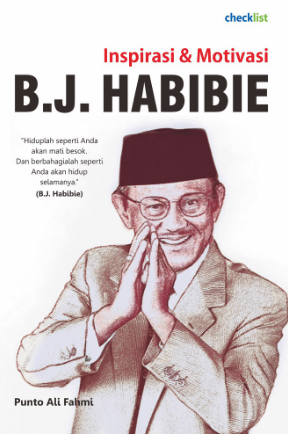 checklist
Inspirasi & Motivasi
B.J. HABIBIE
"Hiduplah seperti Anda
akan mati besok.
Dan berbahagialah seperti
Anda akan hidup
selamanya."
(B.J. Habibie)
Punto Ali Fahmi